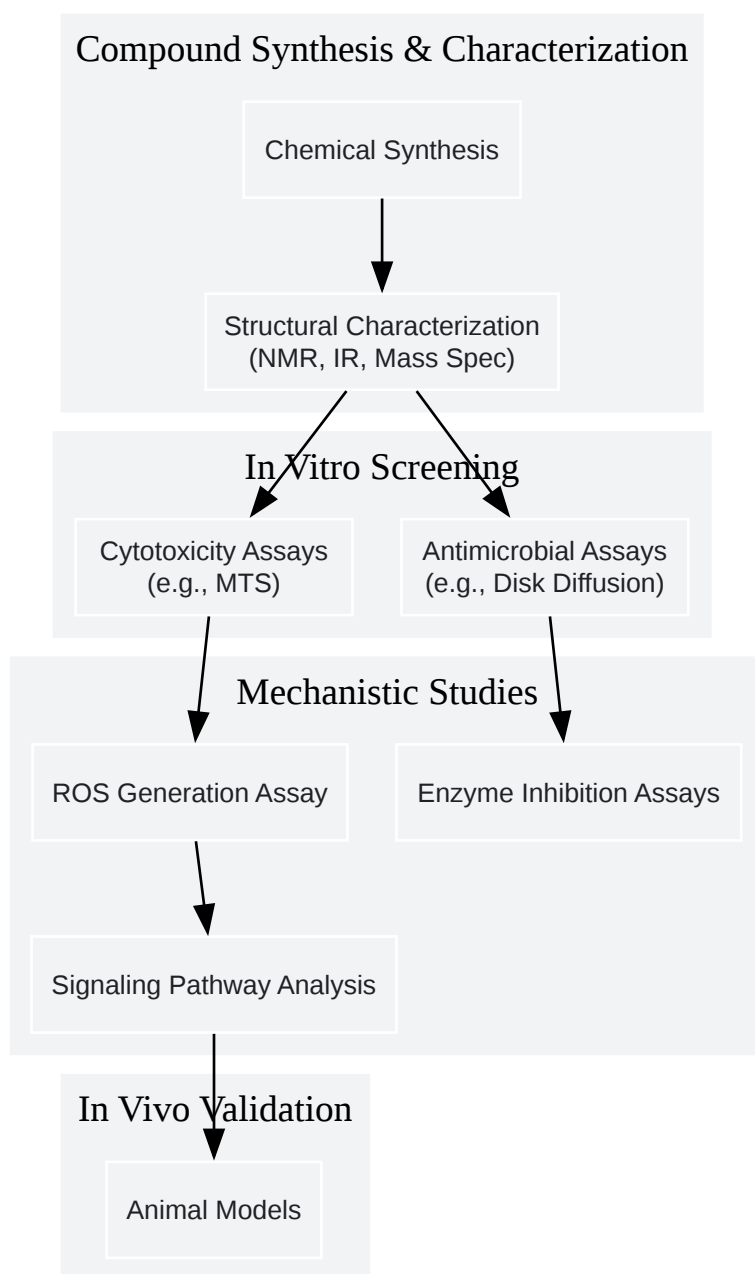 Compound Synthesis & Characterization
Chemical Synthesis
Structural Characterization
(NMR, IR, Mass Spec)
In Vitro Screening
Cytotoxicity Assays
(e.g., MTS)
Antimicrobial Assays
(e.g., Disk Diffusion)
Mechanistic Studies
ROS Generation Assay
Enzyme Inhibition Assays
Signaling Pathway Analysis
In Vivo Validation
Animal Models